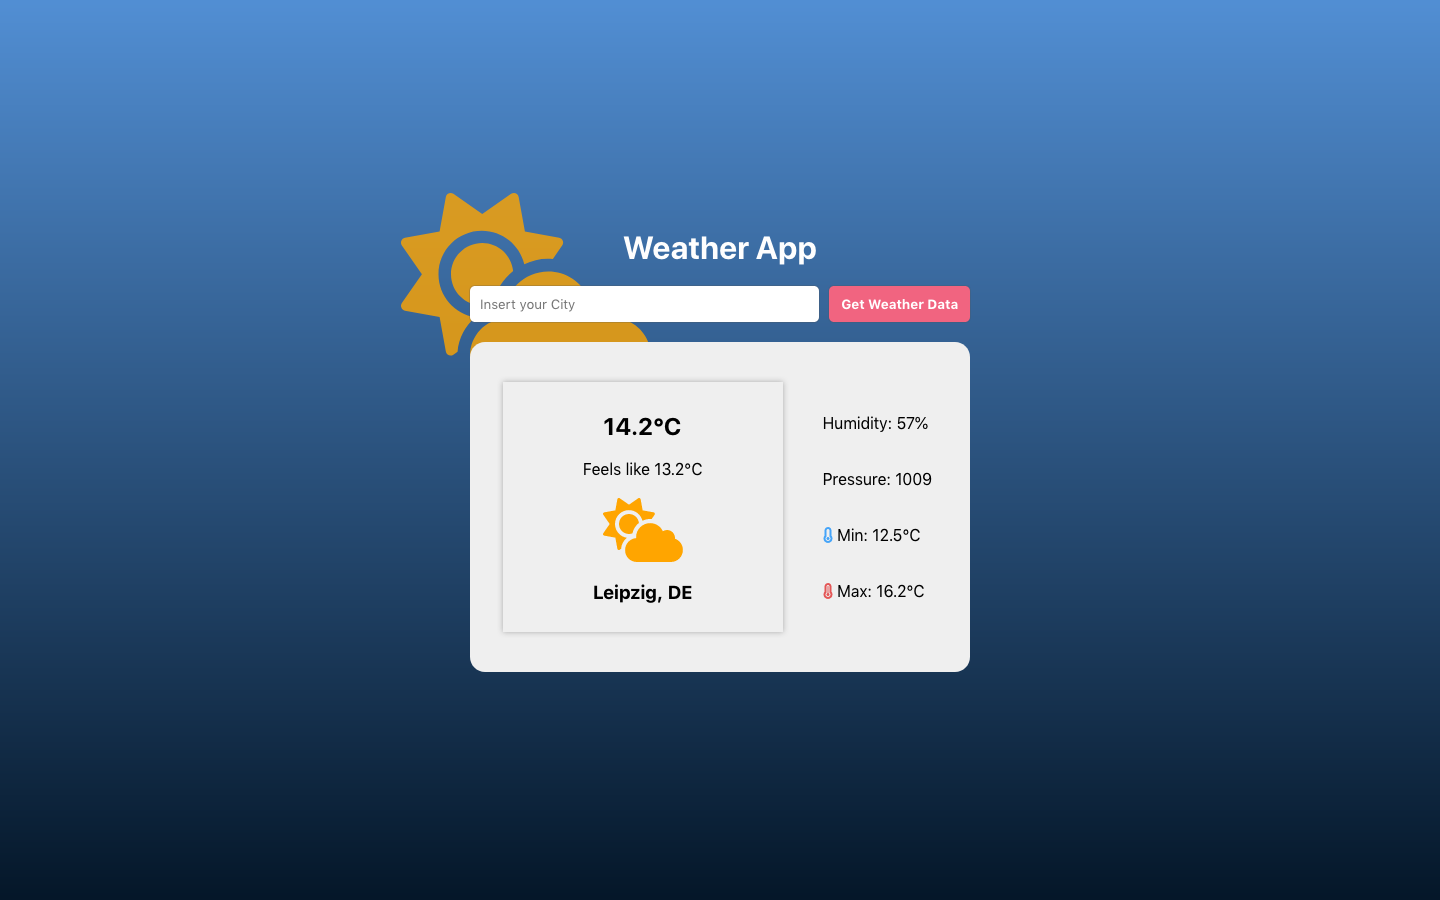 Weather App
Insert your City
Get Weather Data
14.2°C
Feels like 13.2°C
Leipzig, DE
Humidity: 57%
Pressure: 1009
Min: 12.5°C
Max: 16.2°C